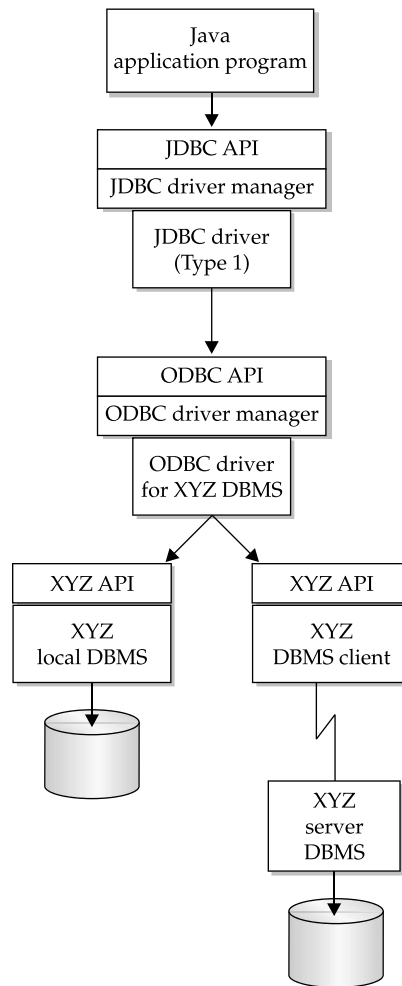 Java
application program
JDBC API
JDBC driver manager
JDBC driver
(Type 1)
ODBC API
ODBC driver manager
ODBC driver
for XYZ DBMS
XYZ API
XYZ
local DBMS
XYZ API
XYZ
DBMS client
XYZ
server
DBMS